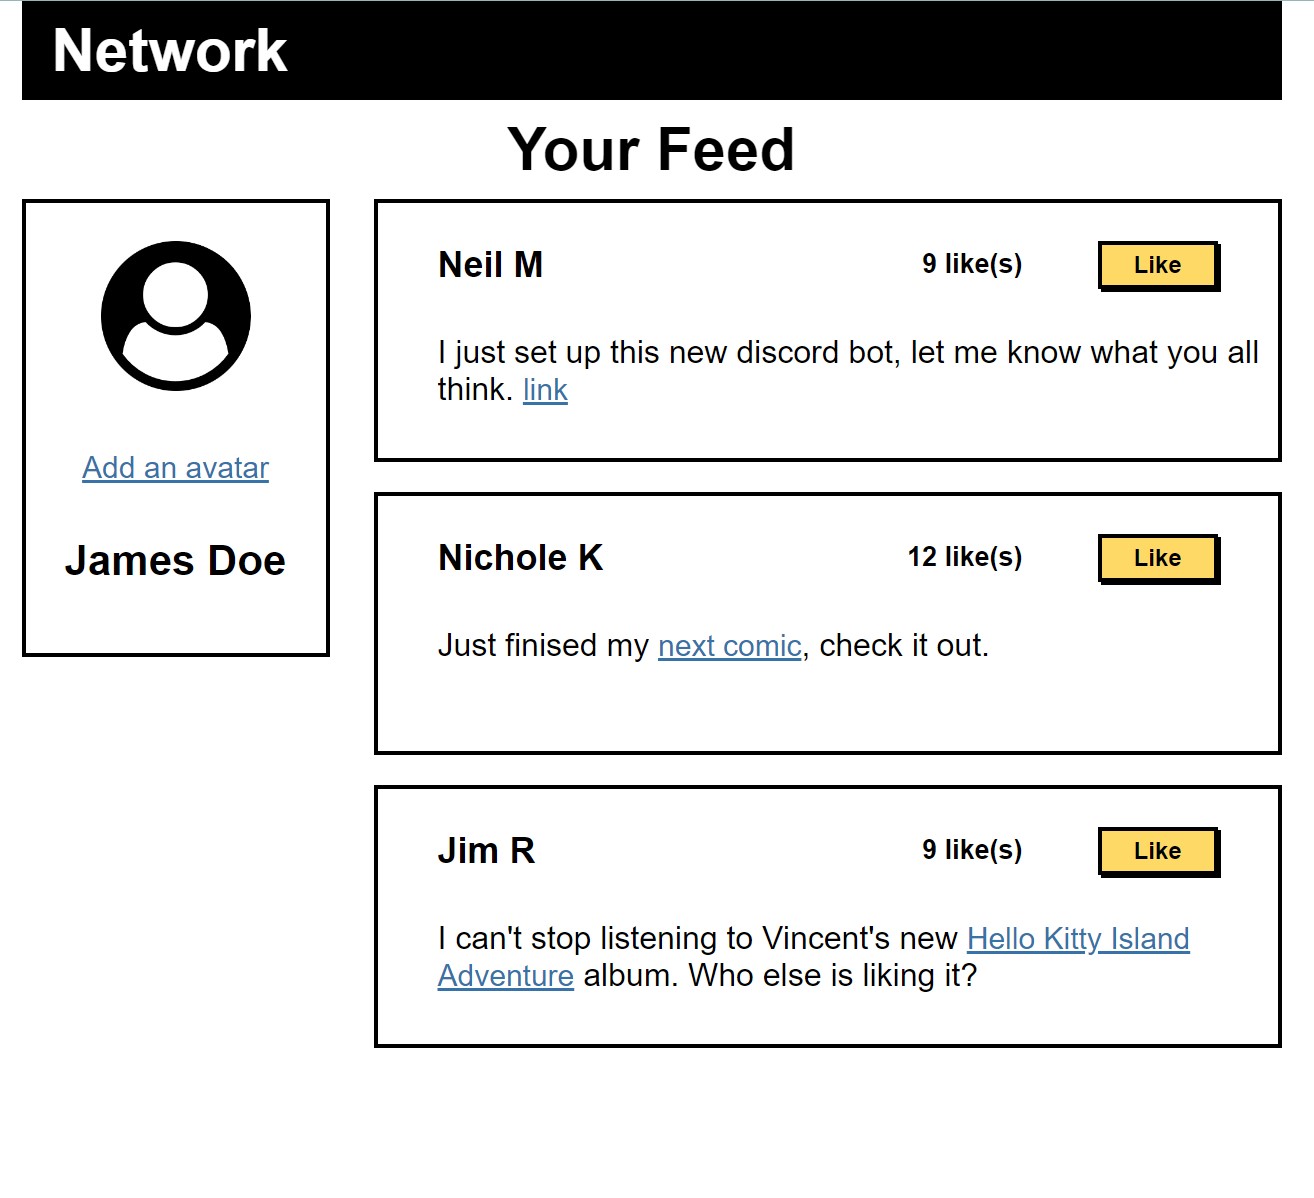 Network
Your Feed
Add an avatar
James Doe
Neil M
9 like(s)
Like
I just set up this new discord bot, let me know what you all
think. link
Nichole K
12 like(s)
Like
Just finised my next comic, check it out.
Jim R
9 like(s)
Like
I can't stop listening to Vincent's new Hello Kitty Island
Adventure album. Who else is liking it?